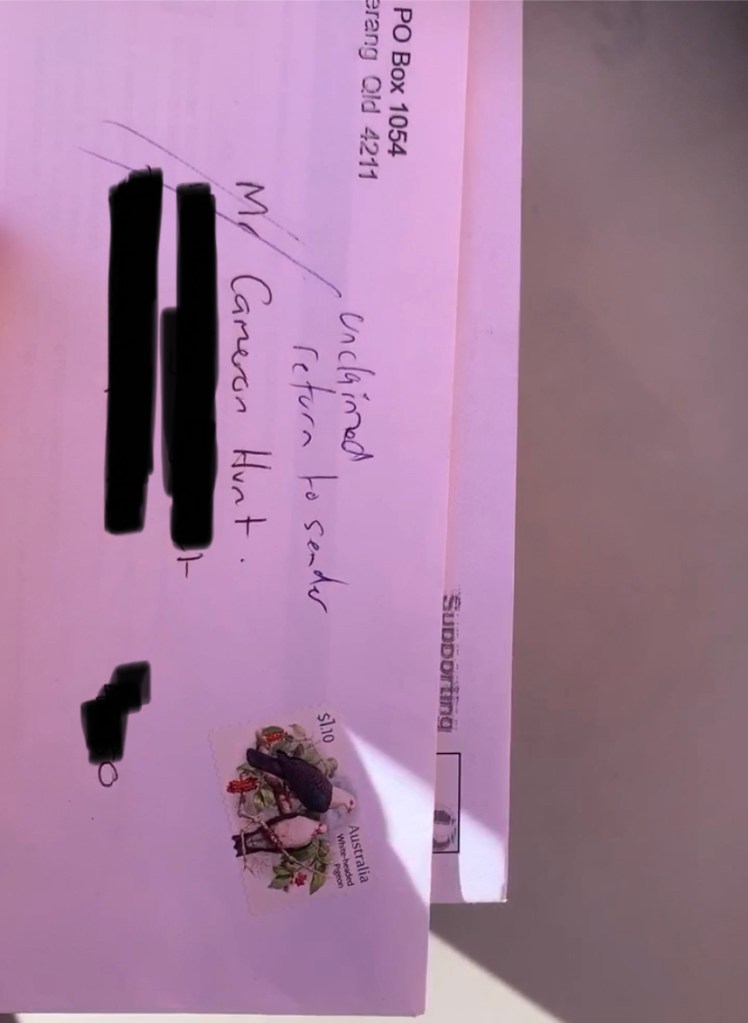 PO Box 1054
erang Qld 4211
Unclaimed
return to sender
Mr Cameron Hunt.
Supporting
$1.10
Australia
White-headed
Pigeon